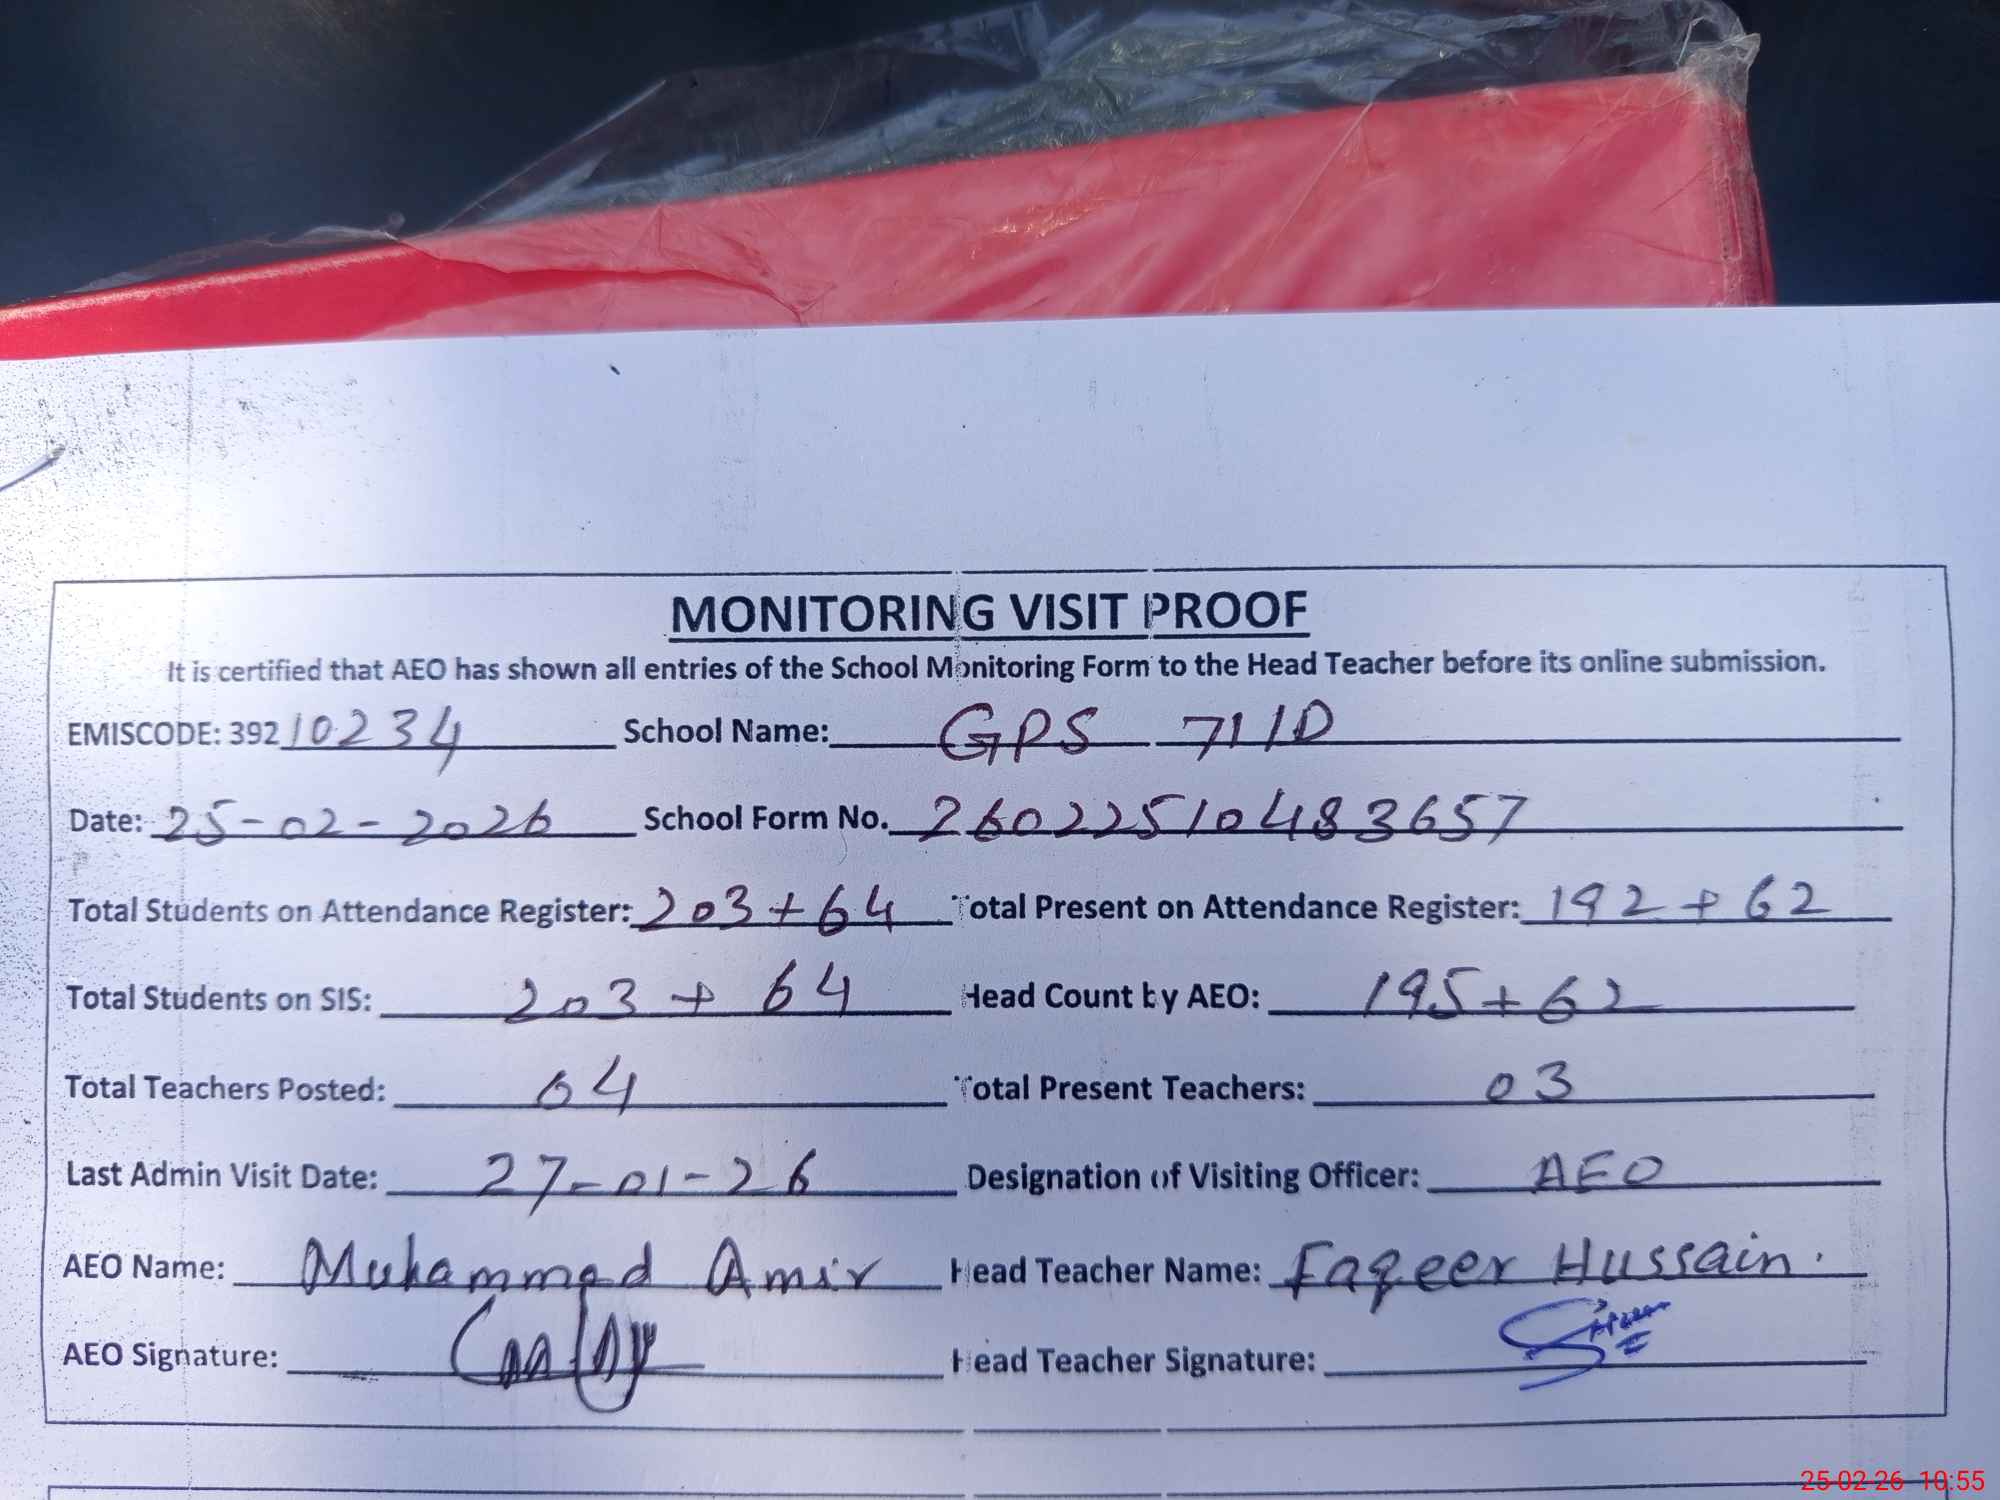 MONITORING VISIT PROOF
It is certified that AEO has shown all entries of the School Monitoring Form to the Head Teacher before its online submission.
EMISCODE: 39210234 School Name: GPS 71/D
Date: 25-02-2026 School Form No. 260225104483657
Total Students on Attendance Register: 203+64 Total Present on Attendance Register: 192+62
Total Students on SIS: 203+64 Head Count by AEO: 195+62
Total Teachers Posted: 04 Total Present Teachers: 03
Last Admin Visit Date: 27-01-26 Designation of Visiting Officer: AEO
AEO Name: Muhammad Amir Head Teacher Name: Faqeer Hussain.
AEO Signature: Head Teacher Signature:
25-02-26 10:55